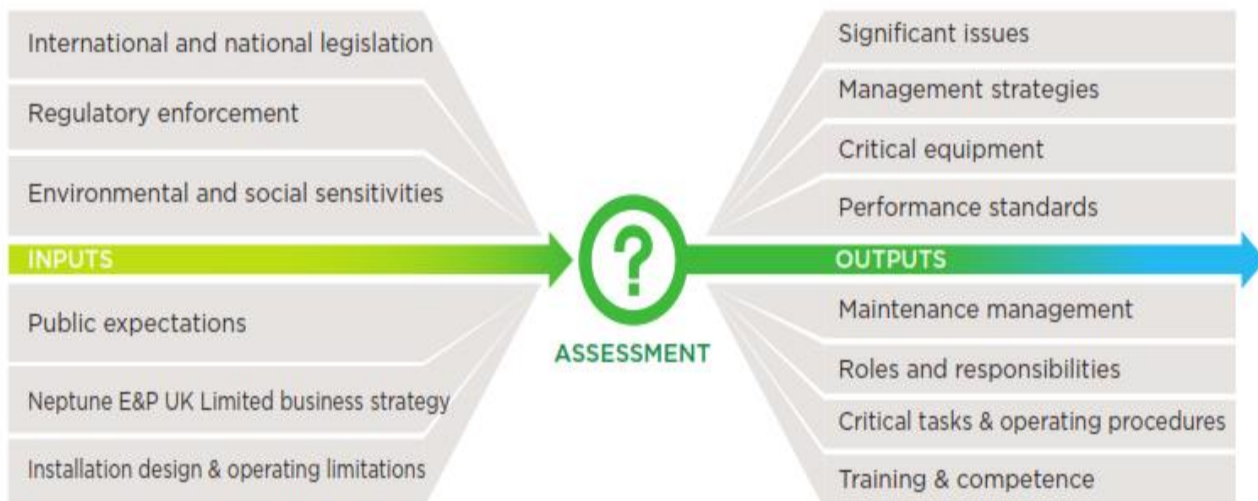 International and national legislation
Regulatory enforcement
Environmental and social sensitivities
INPUTS
Public expectations
Neptune E&P UK Limited business strategy
Installation design & operating limitations
?
ASSESSMENT
Significant issues
Management strategies
Critical equipment
Performance standards
OUTPUTS
Maintenance management
Roles and responsibilities
Critical tasks & operating procedures
Training & competence